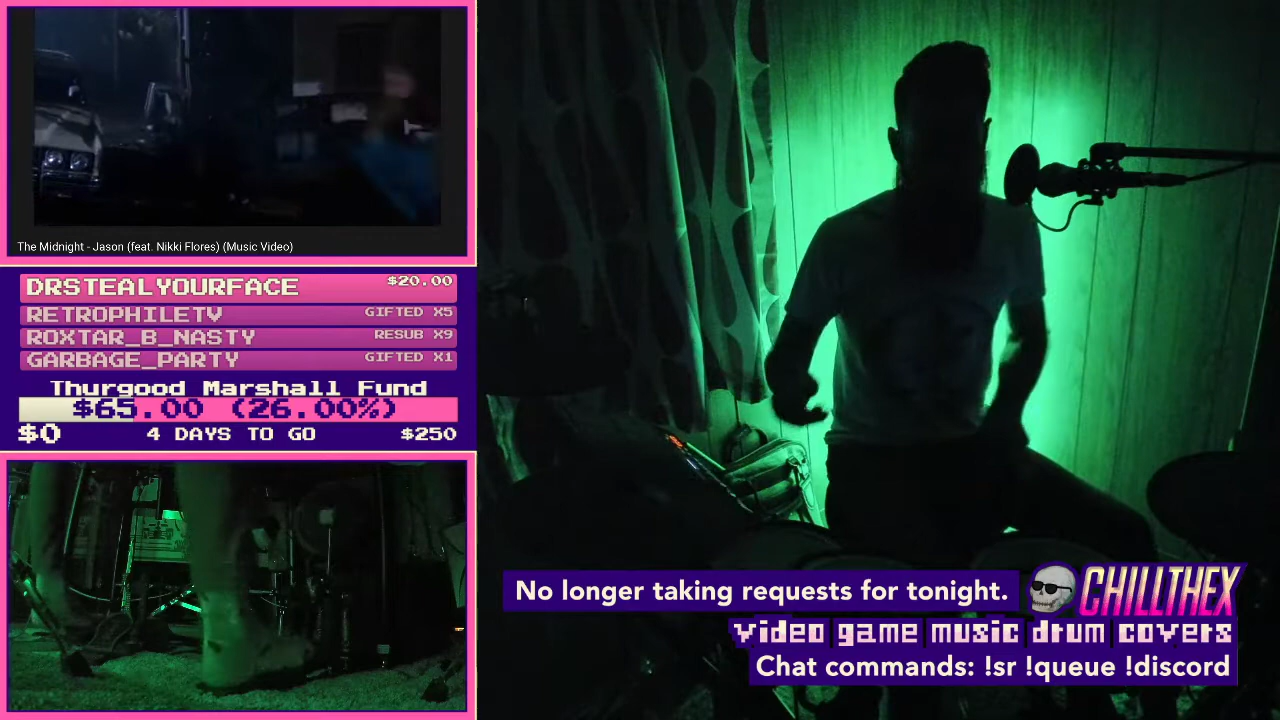 The Midnight - Jason (feat. Nikki Flores) (Music Video)
DRSTEALYOURFACE $20.00
RETROPHILETV GIFTED X5
ROXTAR_B_NASTY RESUB X9
GARBAGE_PARTY GIFTED X1
Thurgood Marshall Fund
$65.00 (26.00%)
$0 4 DAYS TO GO $250
No longer taking requests for tonight.
CHILLTHEX
video game music drum covers
Chat commands: !sr !queue !discord